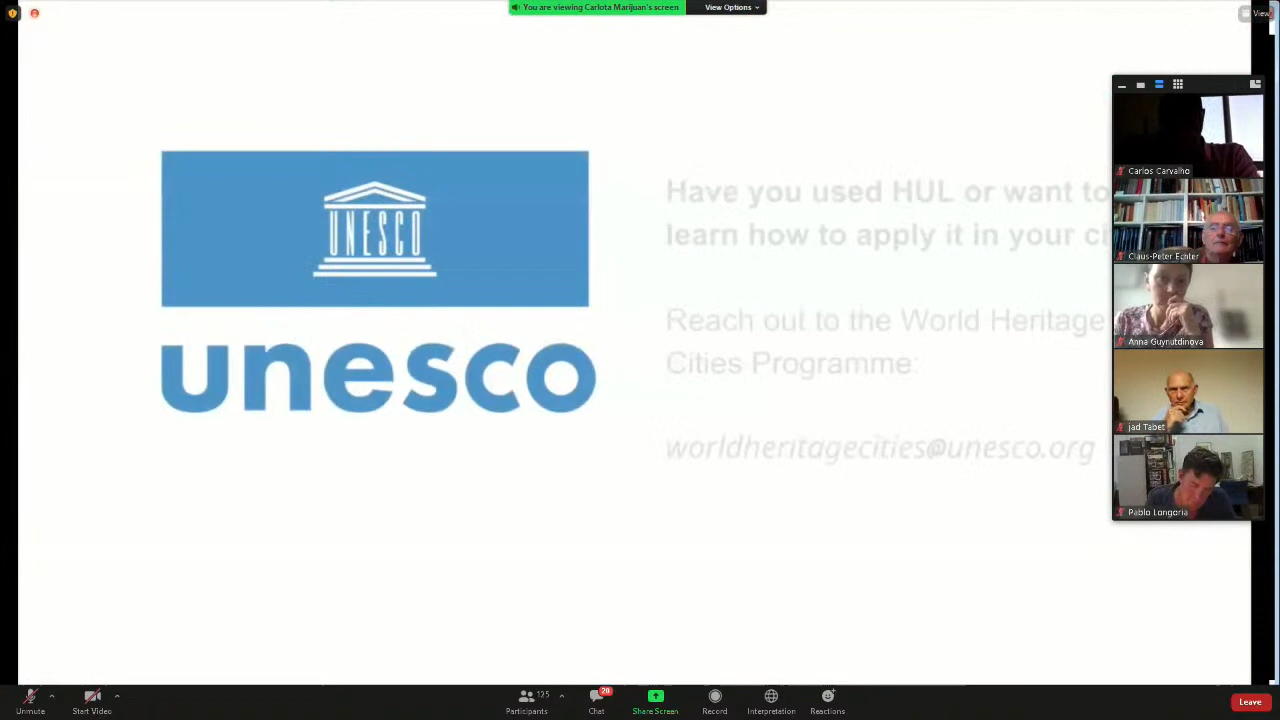 You are viewing Carlota Marijuan's screen
View Options
View
UNESCO
unesco
Have you used HUL or want to
learn how to apply it in your ci
Reach out to the World Heritage
Cities Programme:
worldheritagecities@unesco.org
Carlos Carvalho
Claus-Peter Echter
Anna Guynutdinova
jad Tabet
Pablo Longoria
Unmute
Start Video
125
Participants
20
Chat
Share Screen
Record
Interpretation
Reactions
Leave